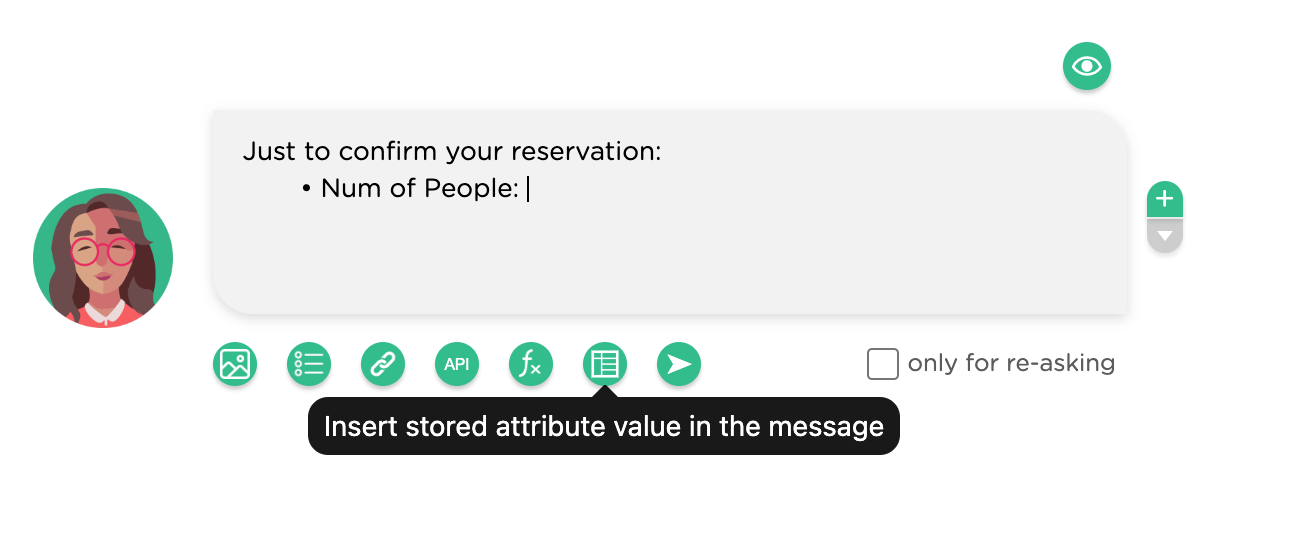 Just to confirm your reservation:
• Num of People:
API
fx
only for re-asking
Insert stored attribute value in the message